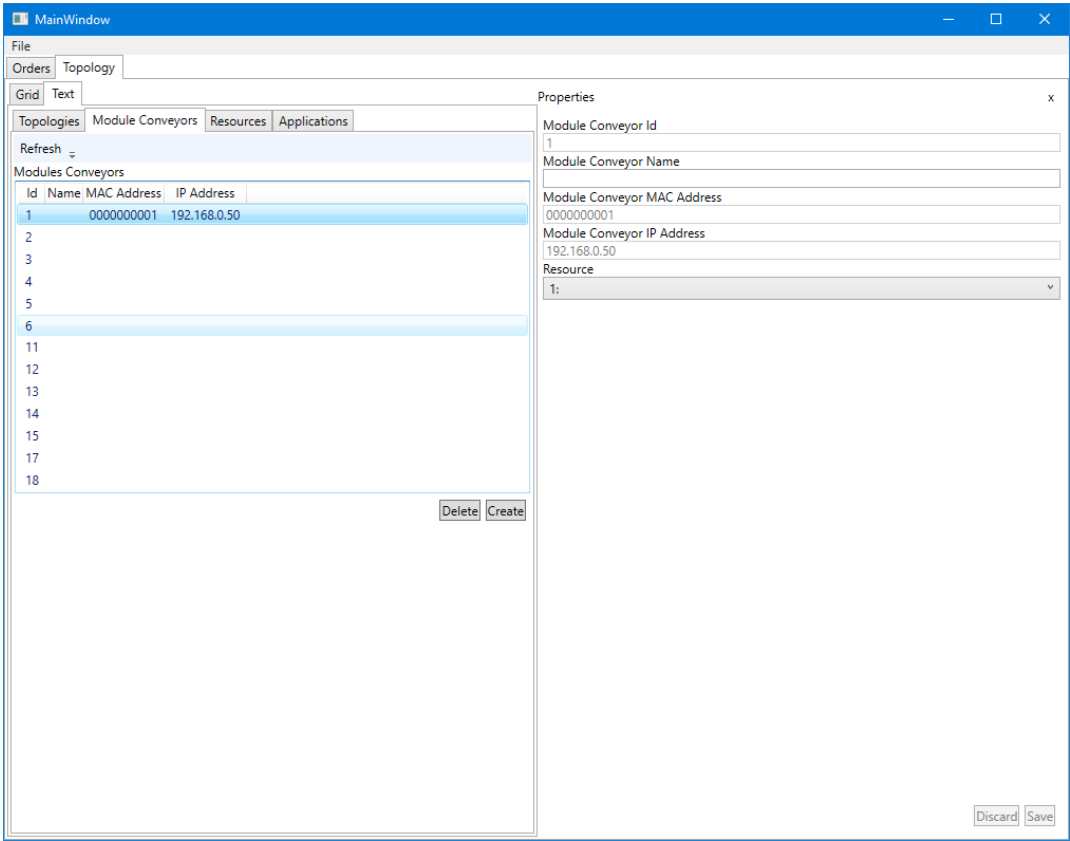 MainWindow
File
Orders Topology
Grid Text
Topologies Module Conveyors Resources Applications
Refresh
Modules Conveyors
Id Name MAC Address IP Address
1 0000000001 192.168.0.50
2
3
4
5
6
11
12
13
14
15
17
18
Delete Create
Properties x
Module Conveyor Id
1
Module Conveyor Name
Module Conveyor MAC Address
0000000001
Module Conveyor IP Address
192.168.0.50
Resource
1:
Discard Save